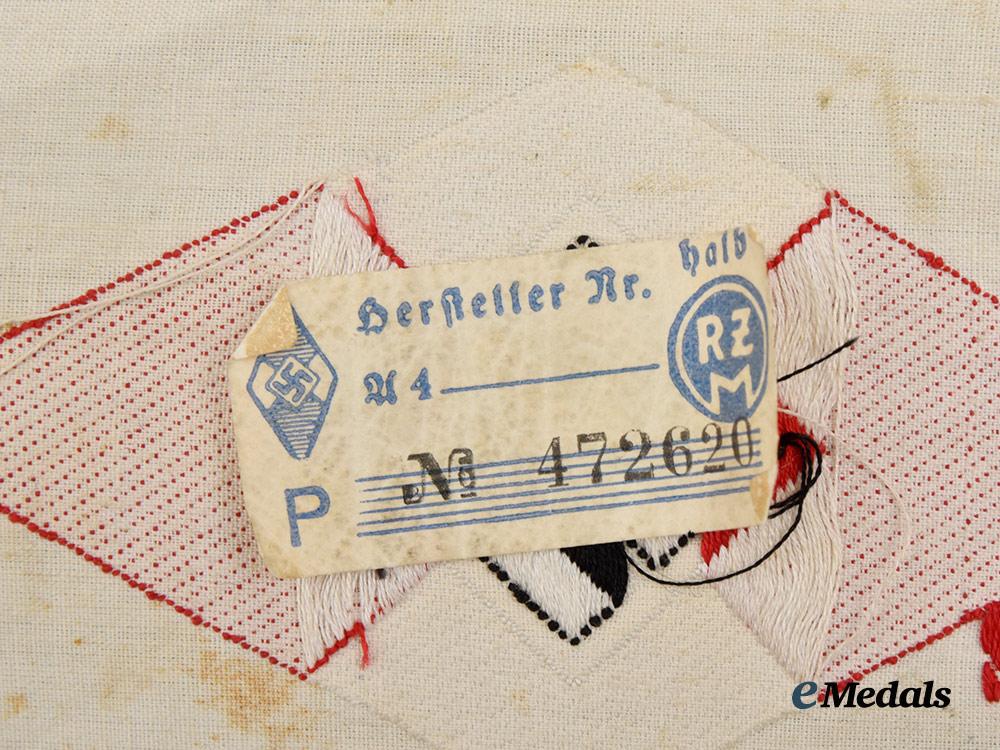 halb
Hersteller Nr.
RZM
A 4
№ 472620
P
eMedals